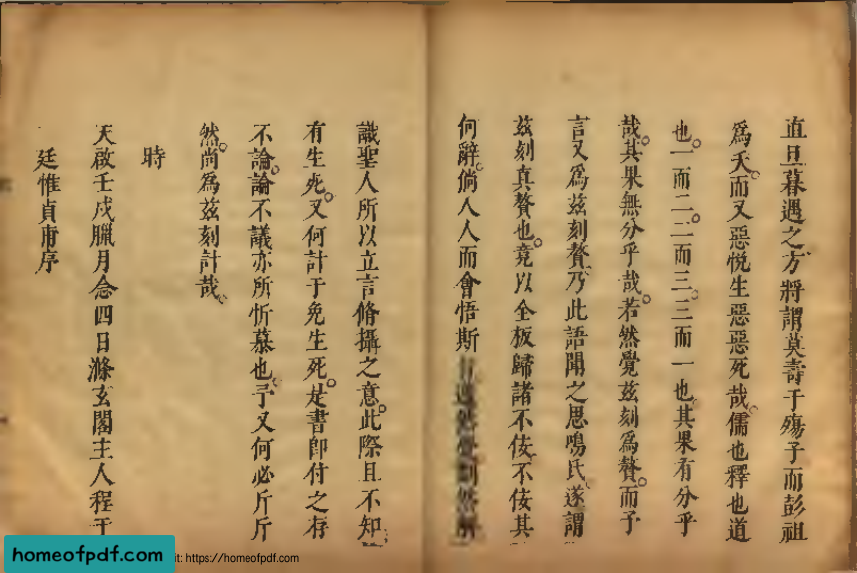 直旦暮遇之方將謂莫壽于殤子而彭祖
為夭而又惡悅生惡惡死哉儒也釋也道
也一而二二而三三而一也其果有分乎
哉其果無分乎哉若然覺茲刻為贅而予
言又為茲刻贅乃此語聞之思鳴氏遂謂
茲刻真贅也竟以全板歸諸不佞不佞其
何辭倘人人而會悟斯
識聖人所以立言脩攝之意此際且不知
有生死又何計于免生死是書卽付之存
不論論不議亦所忻慕也予又何必斤斤
然尚為茲刻計哉
時
天啟壬戌臘月念四日滌玄閣主人程于
廷惟貞甫序
homeofpdf.com
it: https://homeofpdf.com